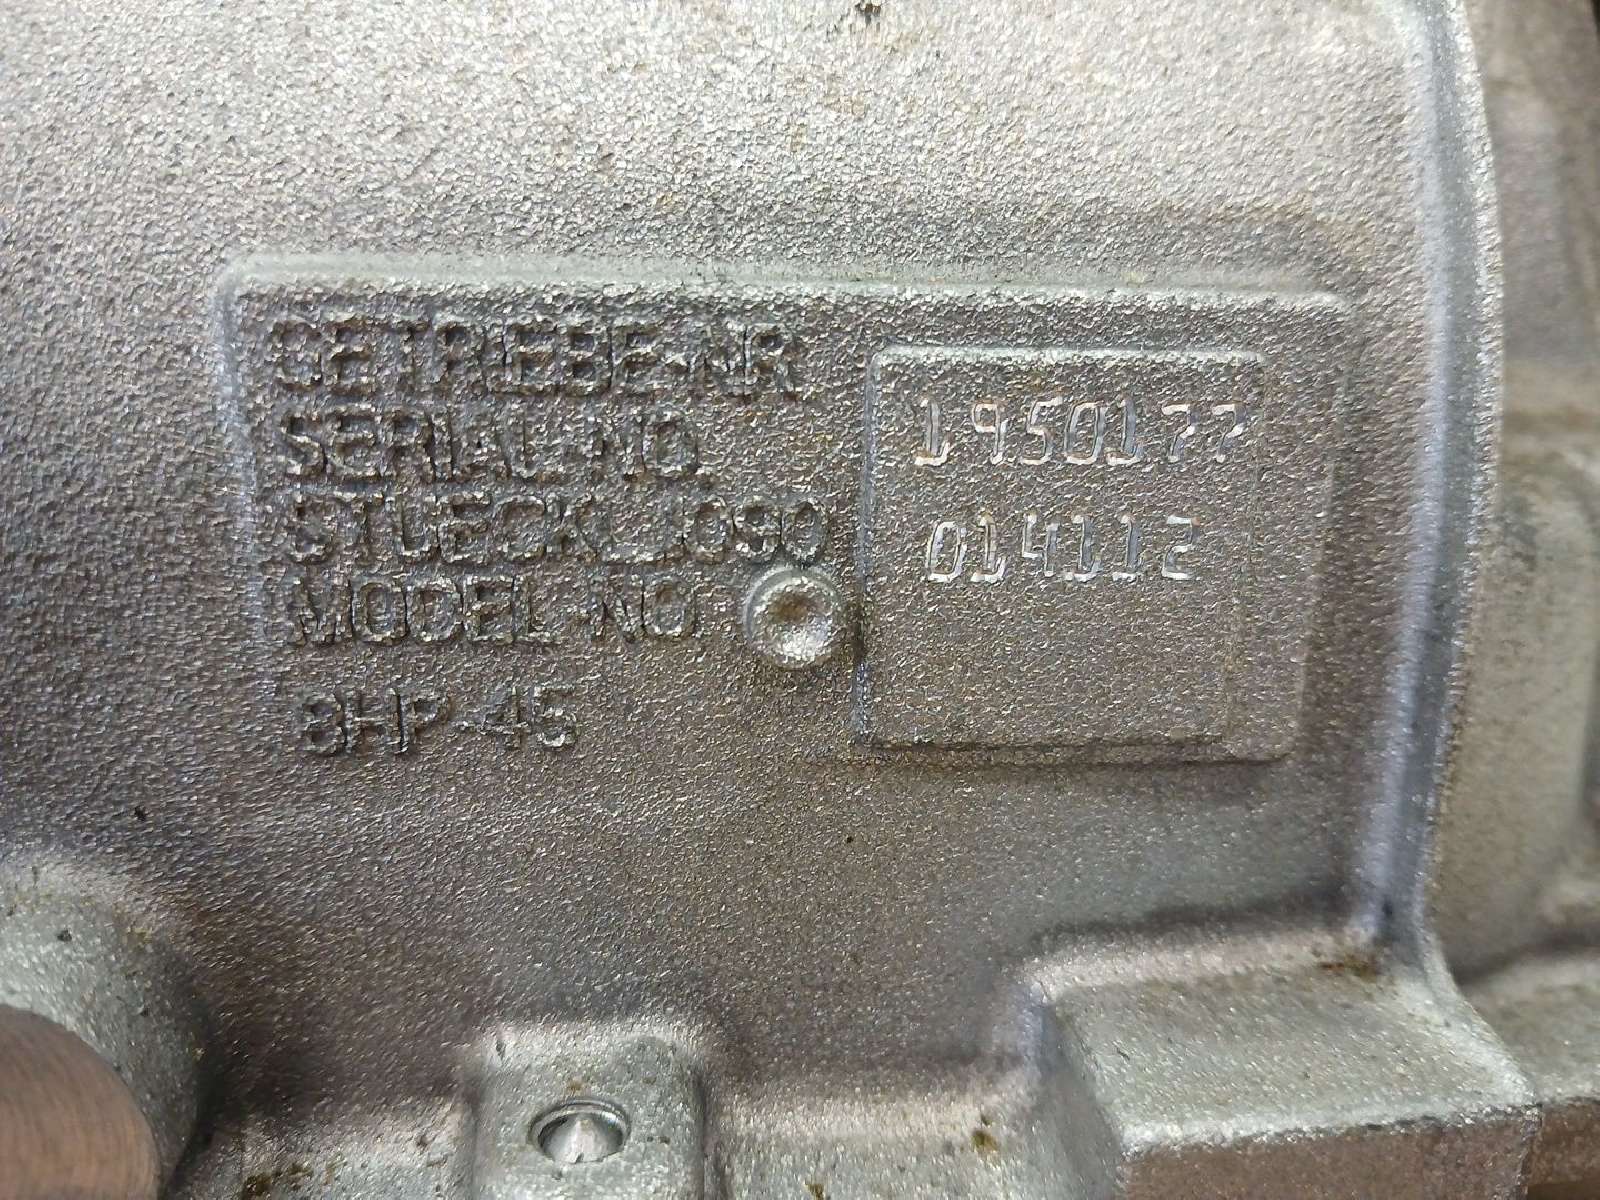 GETRIEBE-NR
SERIAL-NO.
STUECKL.1090
MODEL-NO
8HP-45
1950177
014112